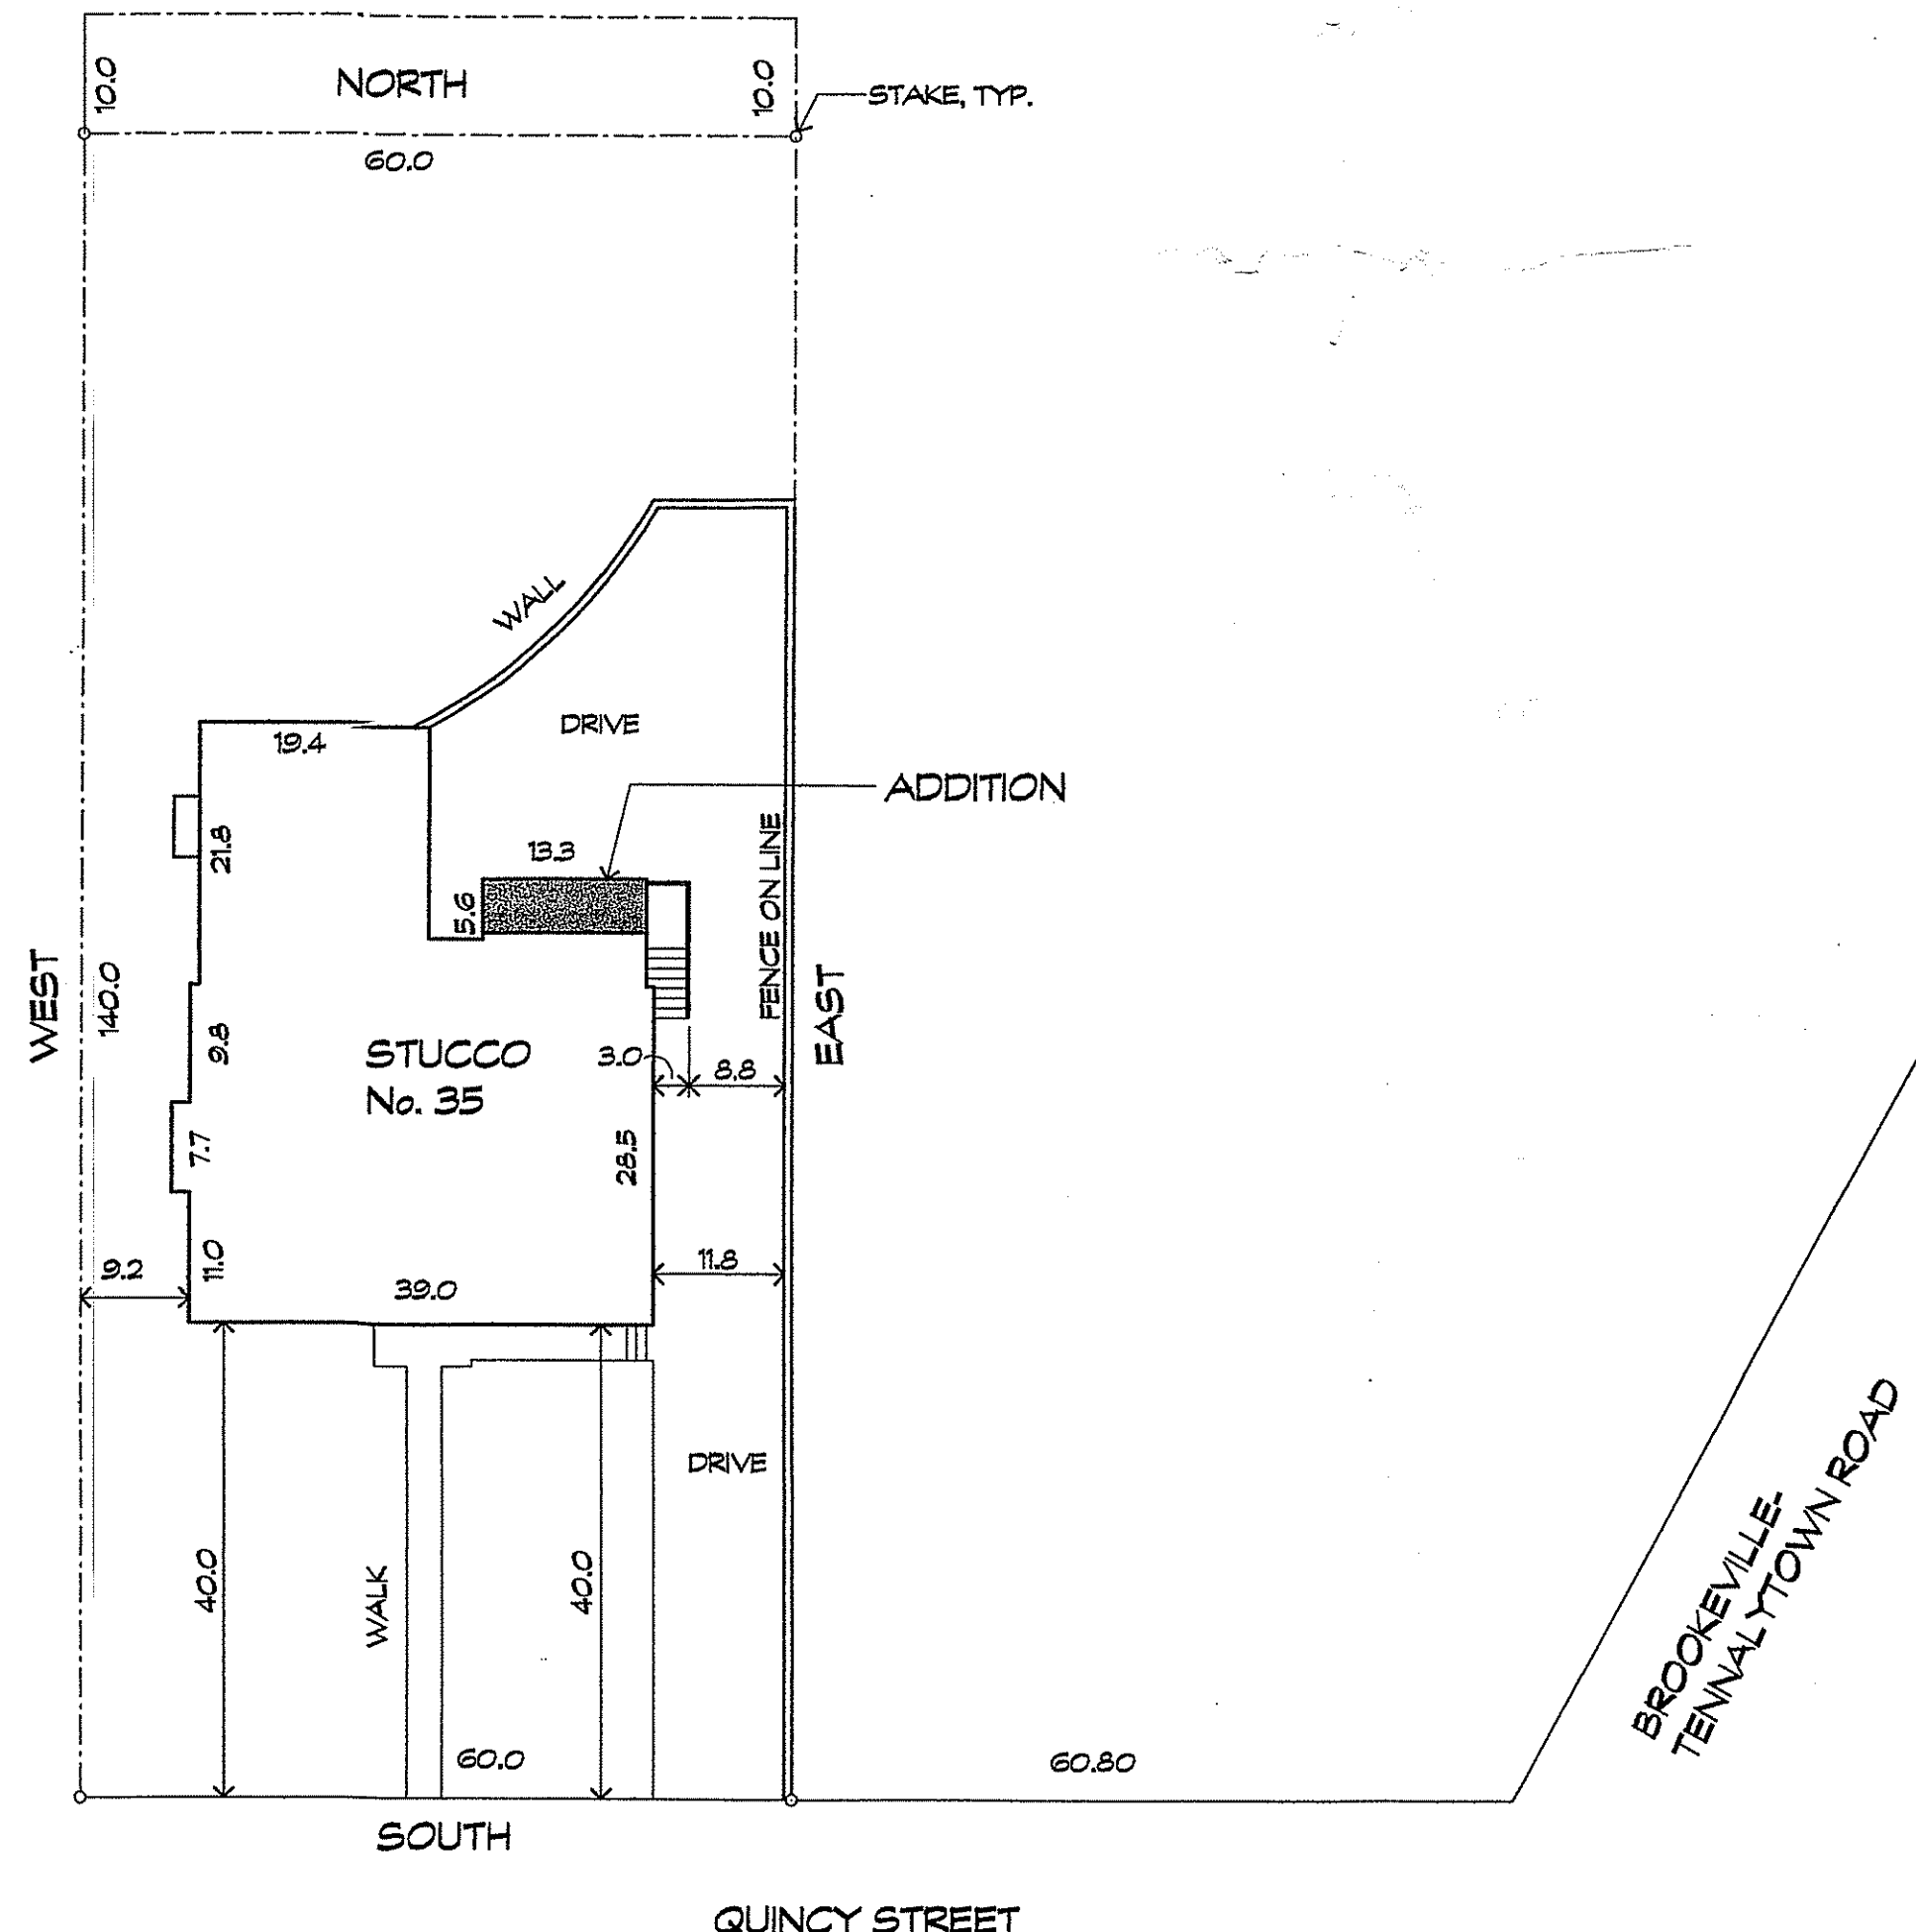 10.0
NORTH
10.0
STAKE, TYP.
60.0
WALL
DRIVE
19.4
ADDITION
21.8
13.3
5.6
FENCE ON LINE
WEST
140.0
EAST
9.8
STUCCO
No. 35
3.0
8.8
7.7
28.5
9.2
11.0
39.0
11.8
DRIVE
40.0
WALK
40.0
60.0
60.80
BROOKEVILLE-
TENNALYTOWN ROAD
SOUTH
QUINCY STREET